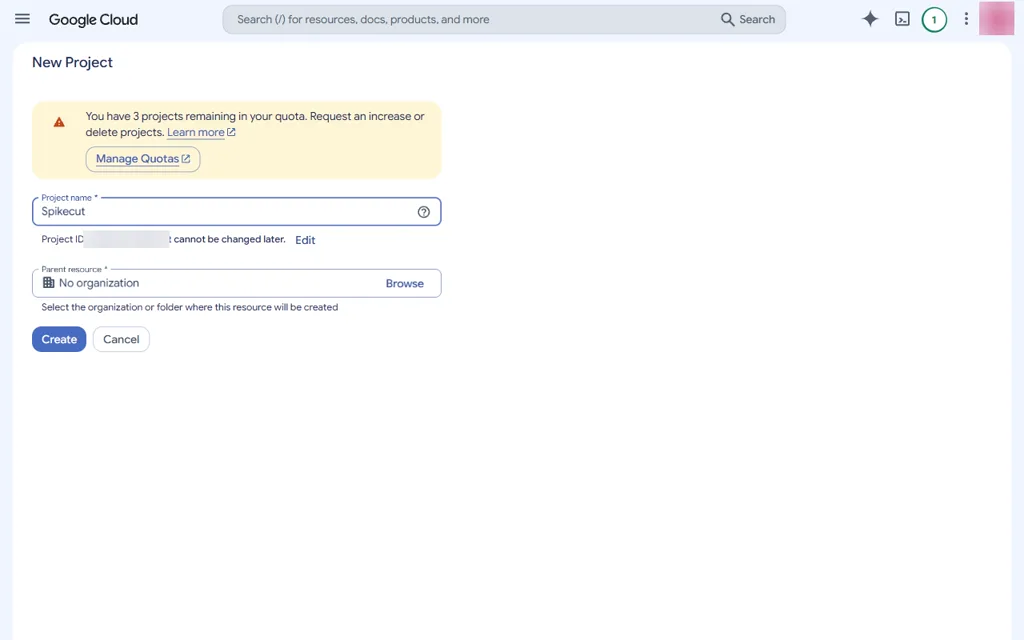 Google Cloud
Search (/) for resources, docs, products, and more
Search
1
New Project
You have 3 projects remaining in your quota. Request an increase or
delete projects. Learn more
Manage Quotas
Project name *
Spikecut
Project ID cannot be changed later. Edit
Parent resource *
No organization
Browse
Select the organization or folder where this resource will be created
Create
Cancel